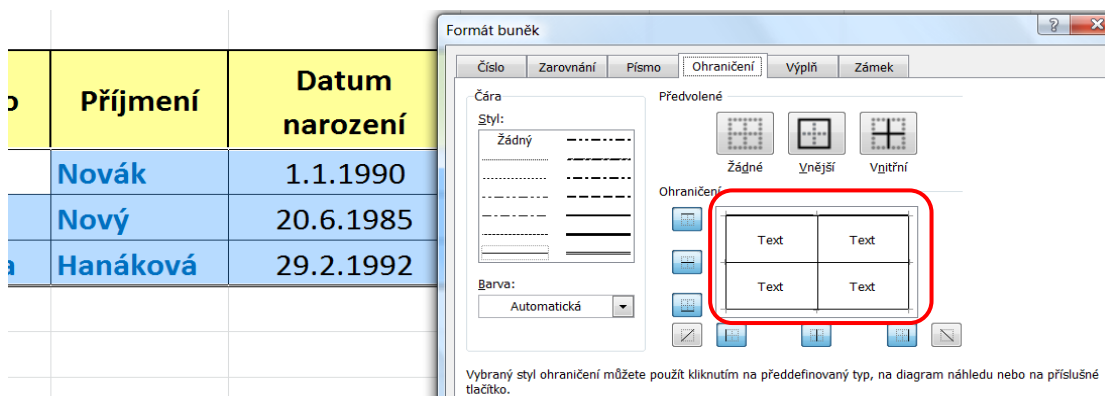 Formát buněk
o
Příjmení
Datum
narození
Novák
1.1.1990
Nový
20.6.1985
a
Hanáková
29.2.1992
Číslo
Zarovnání
Písmo
Ohraničení
Výplň
Zámek
Čára
Styl:
Žádný
Barva:
Automatická
Předvolené
Žádné
Vnější
Vnitřní
Ohraničení
Text Text
Text Text
Vybraný styl ohraničení můžete použít kliknutím na předdefinovaný typ, na diagram náhledu nebo na příslušné
tlačítko.